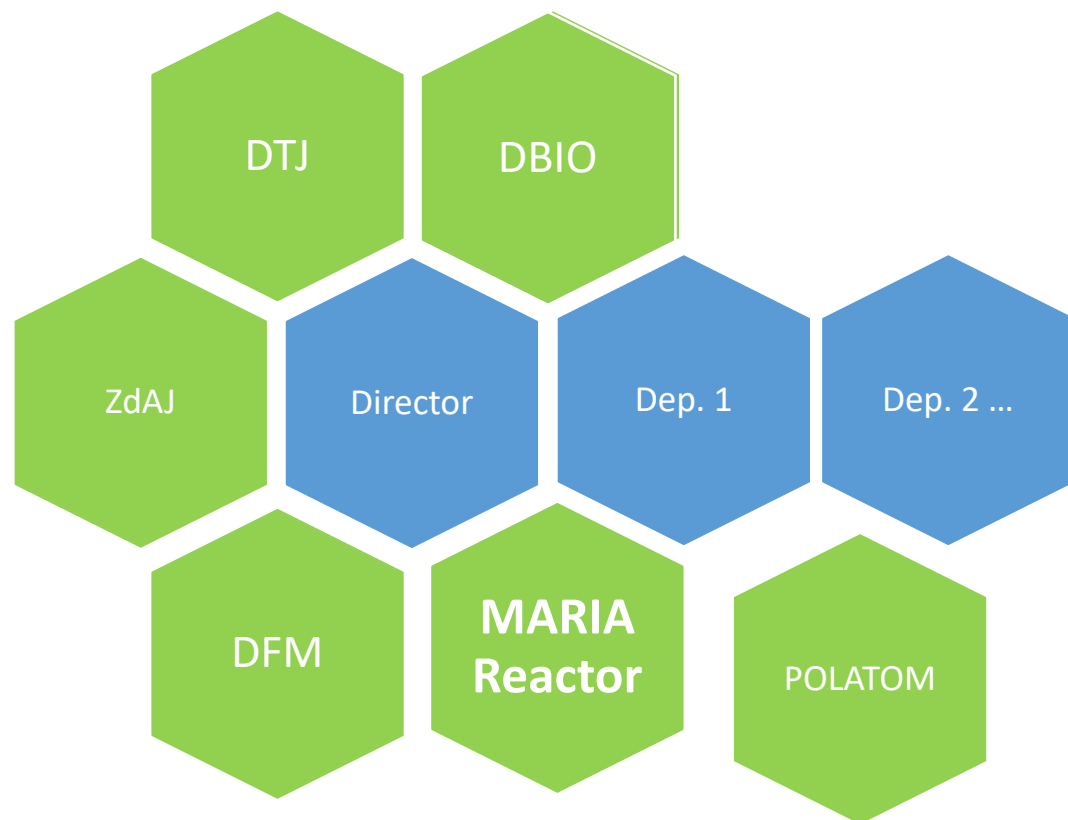 DTJ
DBIO
ZdAJ
Director
Dep. 1
Dep. 2 ...
DFM
MARIA
Reactor
POLATOM